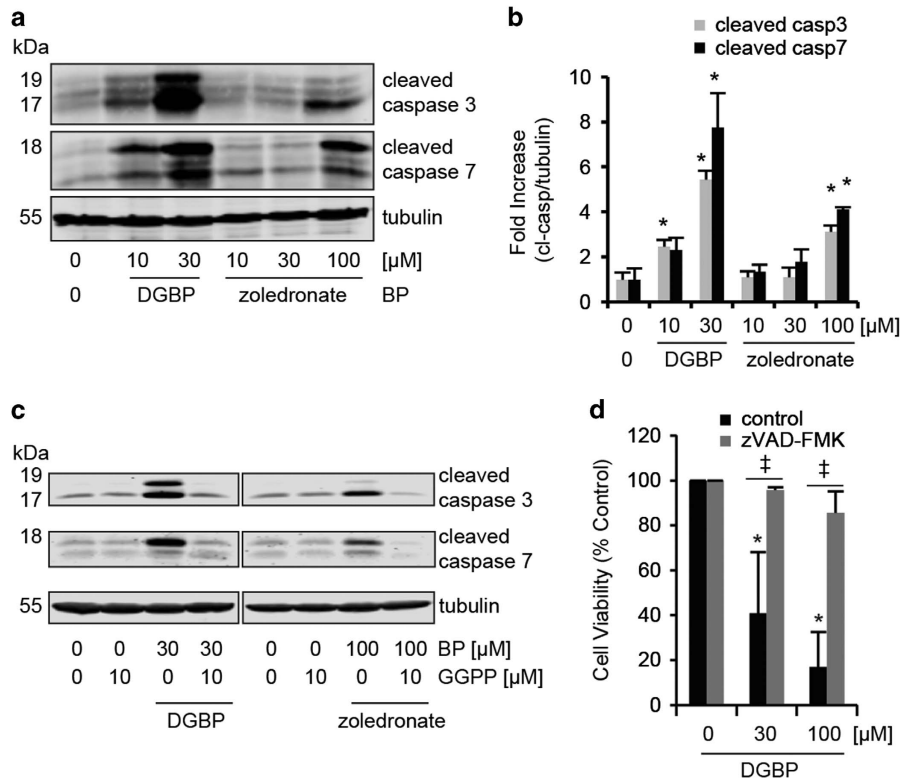 a
kDa
19
17
cleaved
caspase 3
18
cleaved
caspase 7
55
tubulin
0 10 30 10 30 100 [µM]
0 DGBP zoledronate BP
b
cleaved casp3
cleaved casp7
Fold Increase
(cl-casp/tubulin)
10
8
6
4
2
0
*
*
*
* *
0 10 30 10 30 100 [µM]
0 DGBP zoledronate
c
kDa
19
17
cleaved
caspase 3
18
cleaved
caspase 7
55
tubulin
0 0 30 30 0 0 100 100 BP [µM]
0 10 0 10 0 10 0 10 GGPP [µM]
DGBP zoledronate
d
control
zVAD-FMK
Cell Viability (% Control)
120
100
80
60
40
20
0
‡ ‡
*
*
0 30 100 [µM]
DGBP